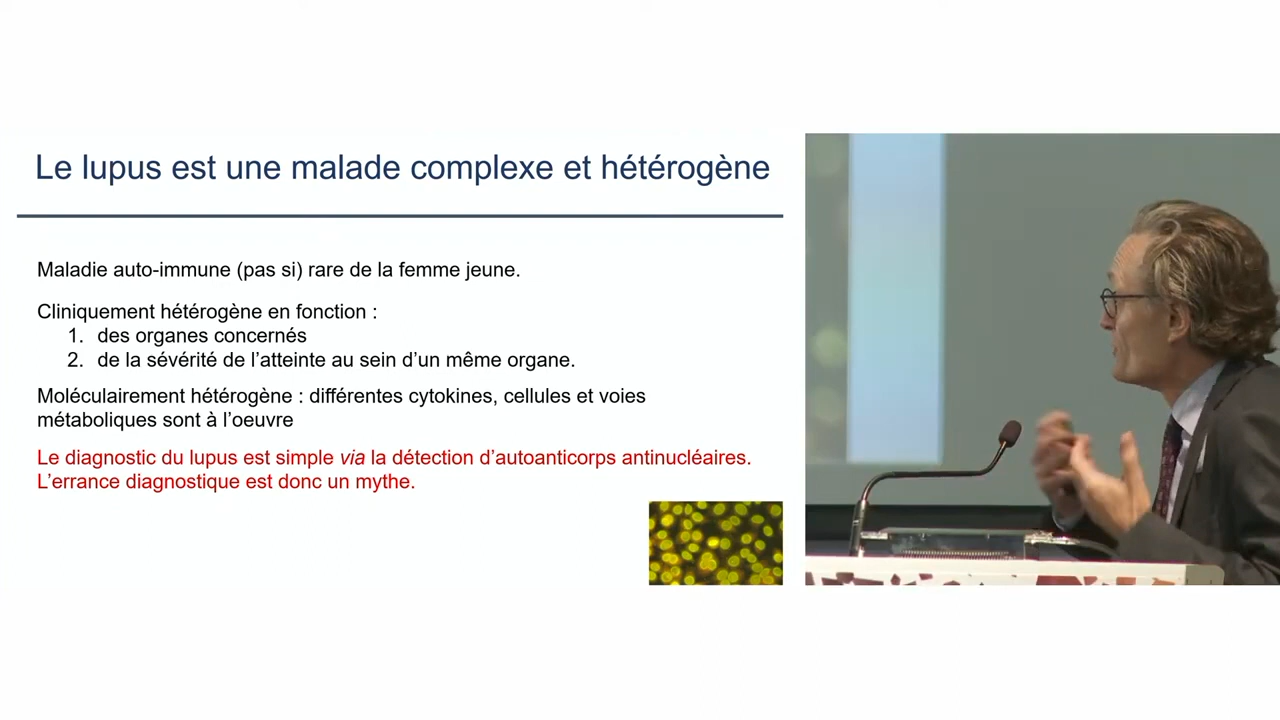 Le lupus est une malade complexe et hétérogène
Maladie auto-immune (pas si) rare de la femme jeune.
Cliniquement hétérogène en fonction :
1. des organes concernés
2. de la sévérité de l’atteinte au sein d’un même organe.
Moléculairement hétérogène : différentes cytokines, cellules et voies
métaboliques sont à l’oeuvre
Le diagnostic du lupus est simple via la détection d’autoanticorps antinucléaires.
L’errance diagnostique est donc un mythe.